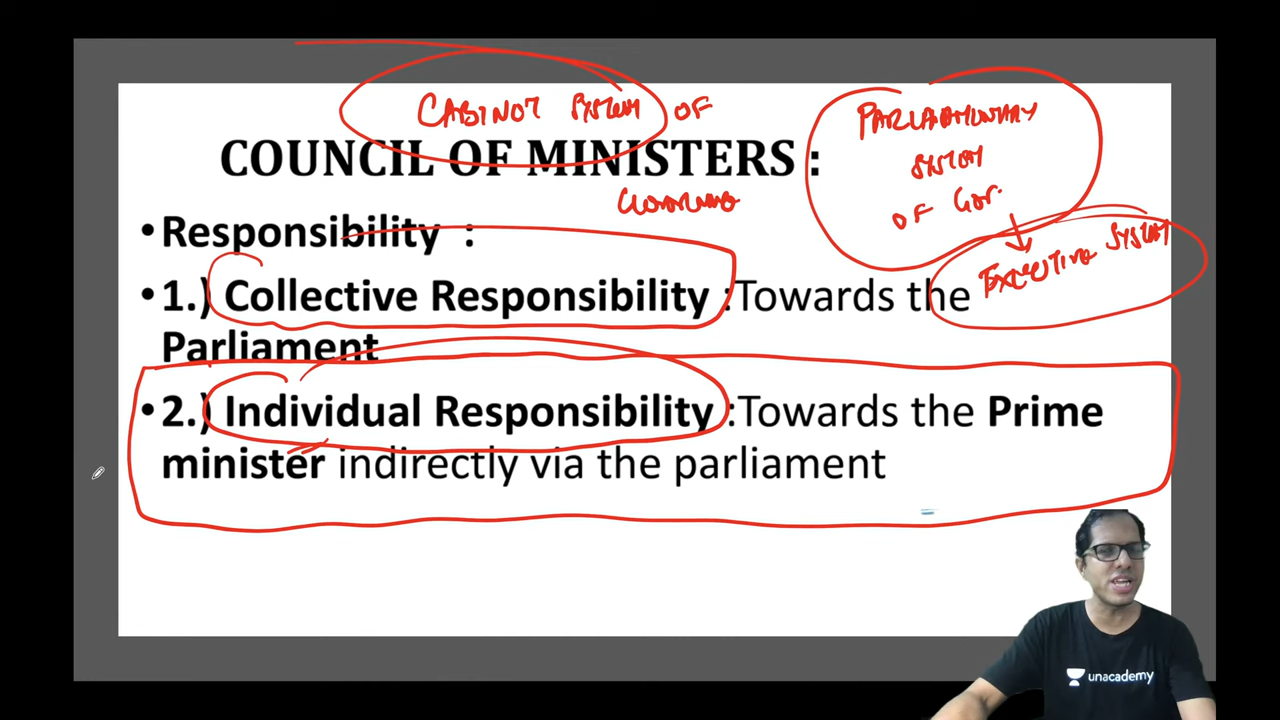 CABINET SYSTEM OF
PARLIAMENTARY
SYSTEM
OF Gov.
EXECUTIVE SYSTEM
COUNCIL OF MINISTERS :
• Responsibility :
• 1.) Collective Responsibility :Towards the
Parliament
• 2.) Individual Responsibility :Towards the Prime
minister indirectly via the parliament
unacademy